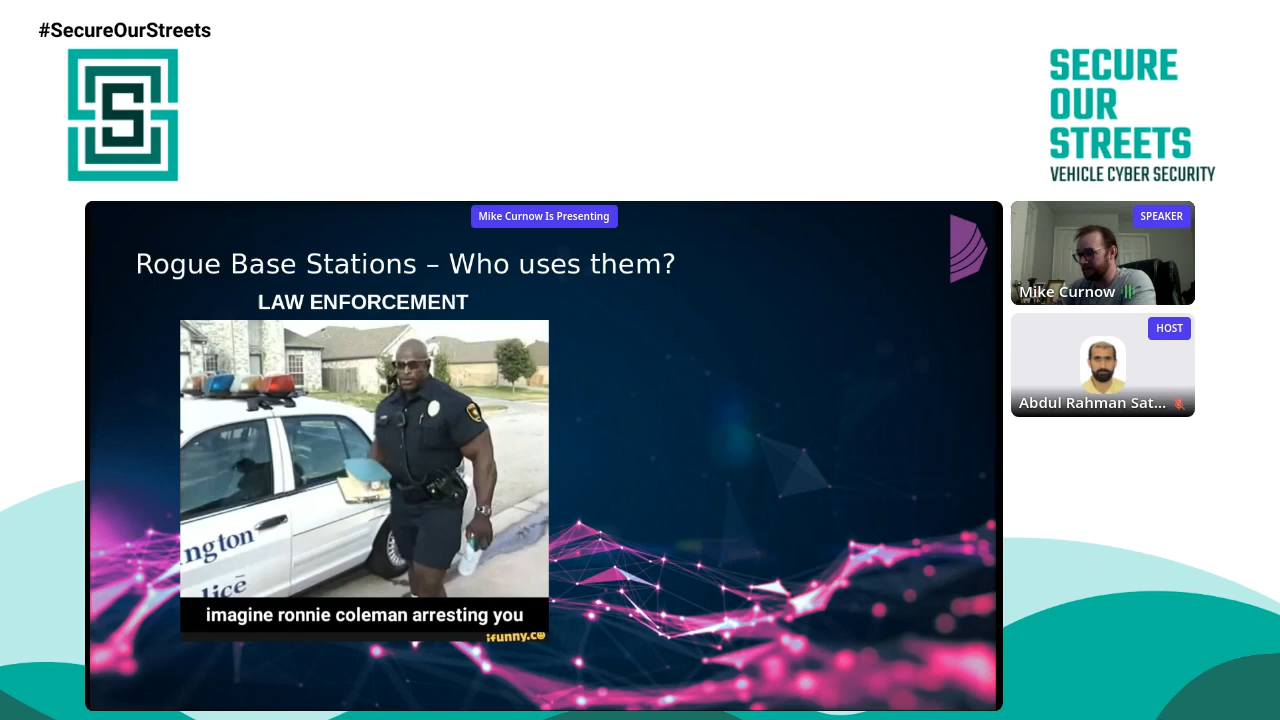 #SecureOurStreets
S
SECURE
OUR
STREETS
VEHICLE CYBER SECURITY
Mike Curnow Is Presenting
Rogue Base Stations – Who uses them?
LAW ENFORCEMENT
ngton
lice
imagine ronnie coleman arresting you
ifunny.co
SPEAKER
Mike Curnow
HOST
Abdul Rahman Sat...